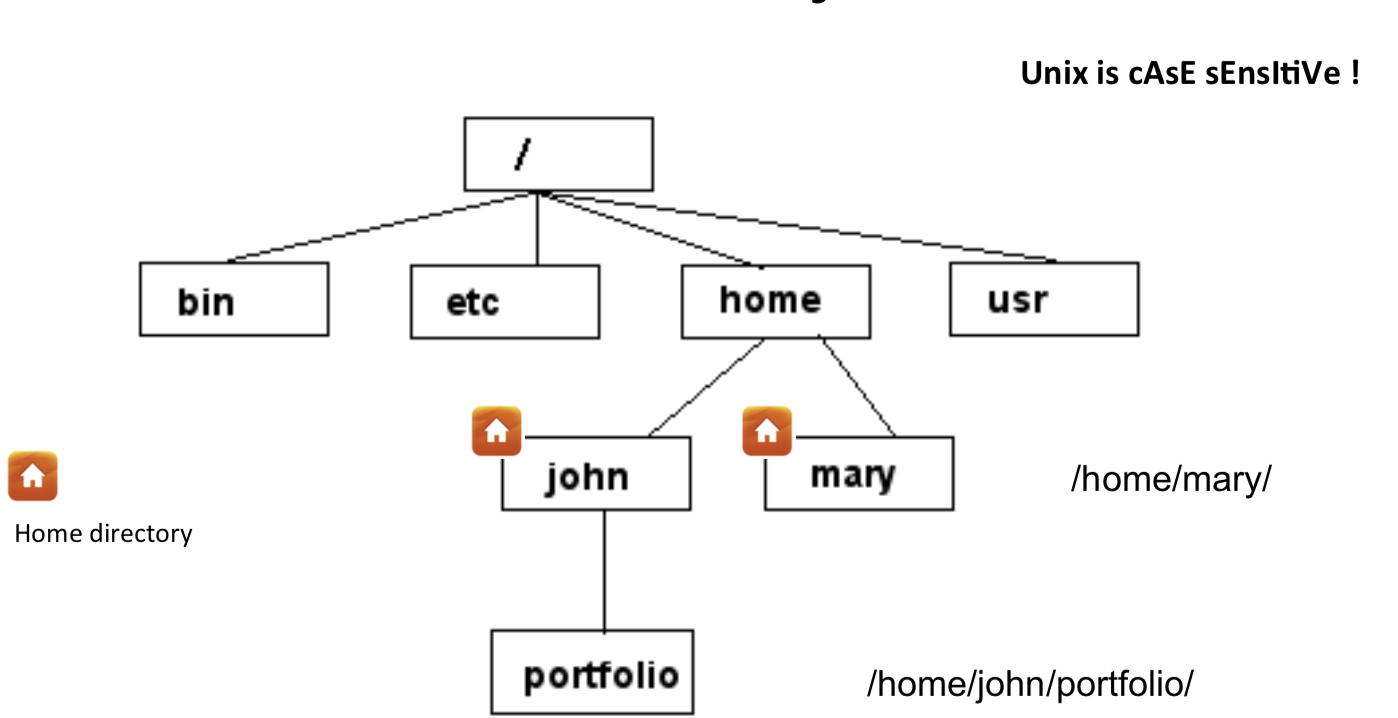 Unix is cAsE sEnsItiVe !
/
bin
etc
home
usr
john
mary
/home/mary/
Home directory
portfolio
/home/john/portfolio/